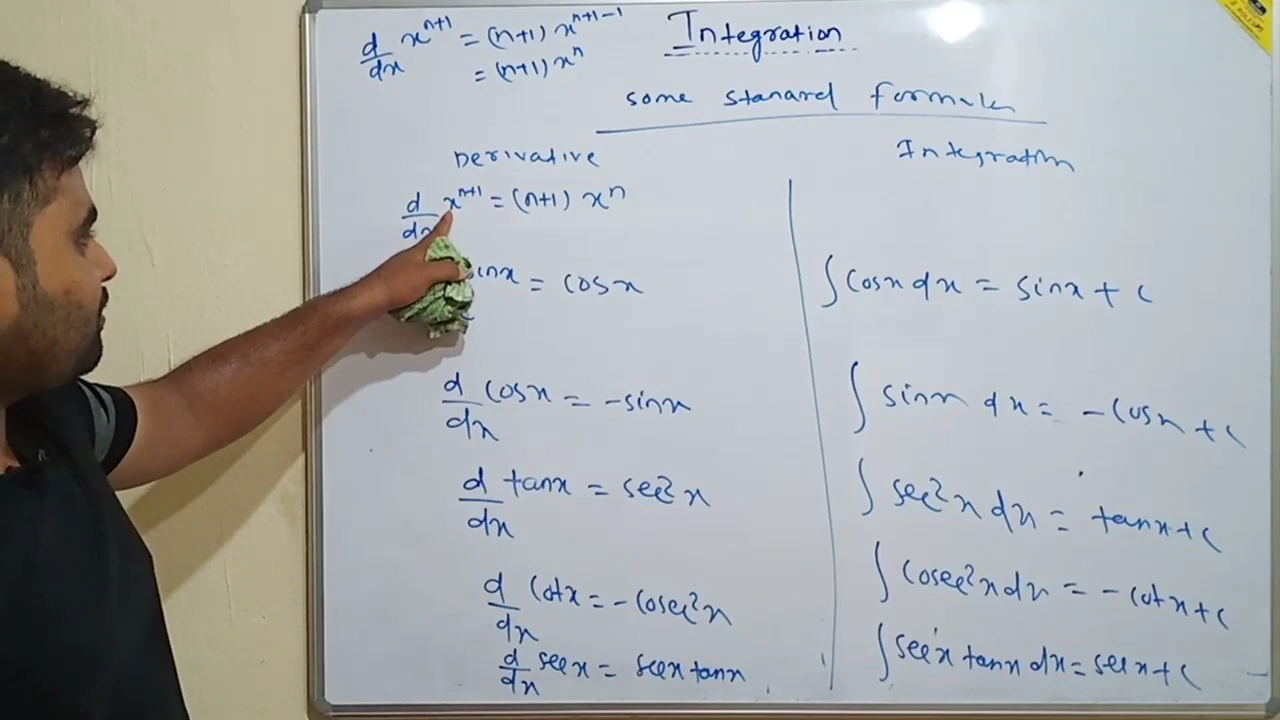 d/dx x^{n+1} = (n+1) x^{n+1-1}
= (n+1) x^n
Integration
some stanard formula
Derivative
Integration
d/dx x^{n+1} = (n+1) x^n
sinx = cosx
∫ cosx dx = sinx + c
d/dx cosx = -sinx
∫ sinx dx = -cosx + c
d/dx tanx = sec²x
∫ sec²x dx = tanx + c
d/dx cotx = -cosec²x
∫ cosec²x dx = -cotx + c
d/dx secx = secx tanx
∫ secx tanx dx = secx + c